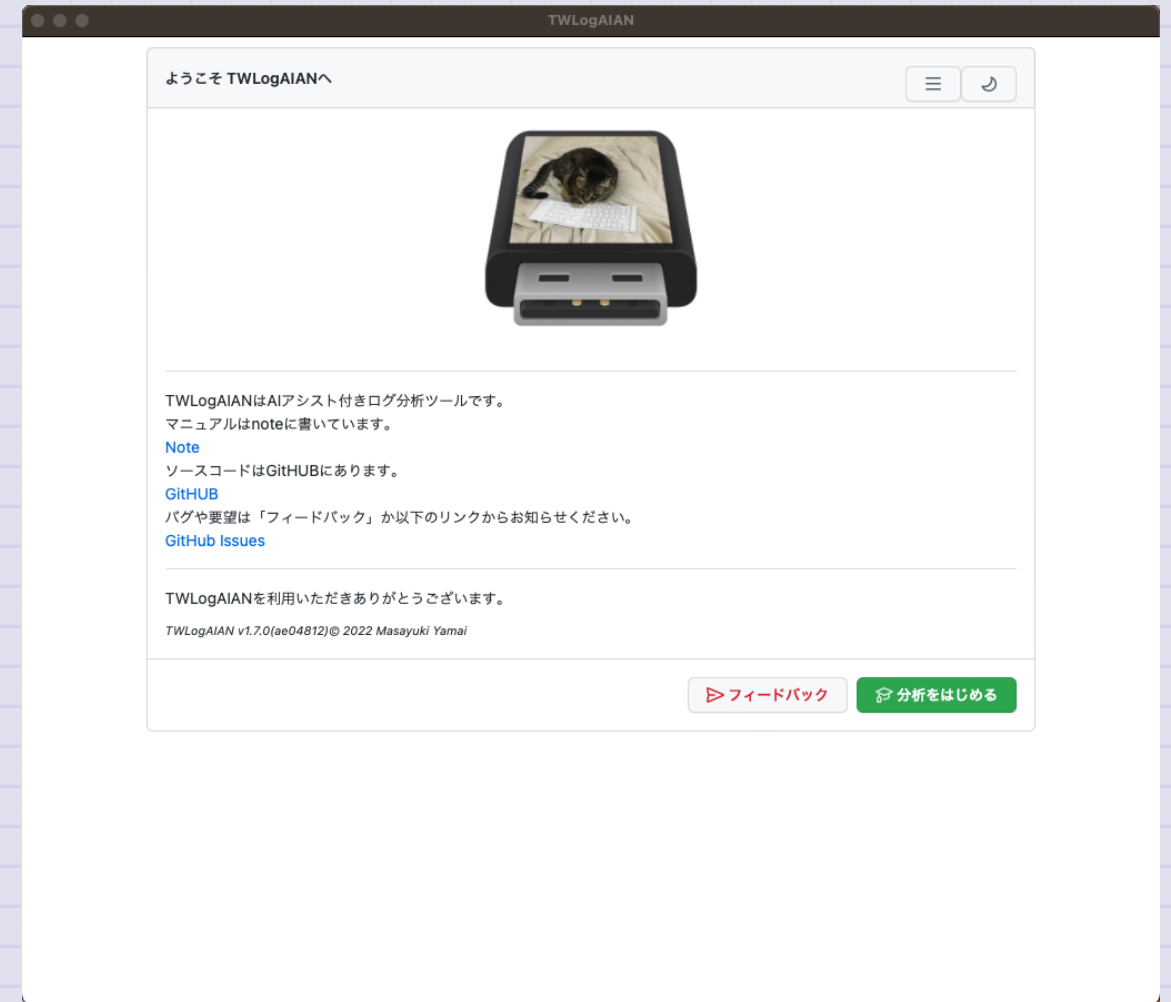 TWLogAIAN
ようこそ TWLogAIANへ
TWLogAIANはAIアシスト付きログ分析ツールです。
マニュアルはnoteに書いています。
Note
ソースコードはGitHUBにあります。
GitHUB
バグや要望は「フィードバック」か以下のリンクからお知らせください。
GitHub Issues
TWLogAIANを利用いただきありがとうございます。
TWLogAIAN v1.7.0(ae04812)© 2022 Masayuki Yamai
フィードバック
分析をはじめる